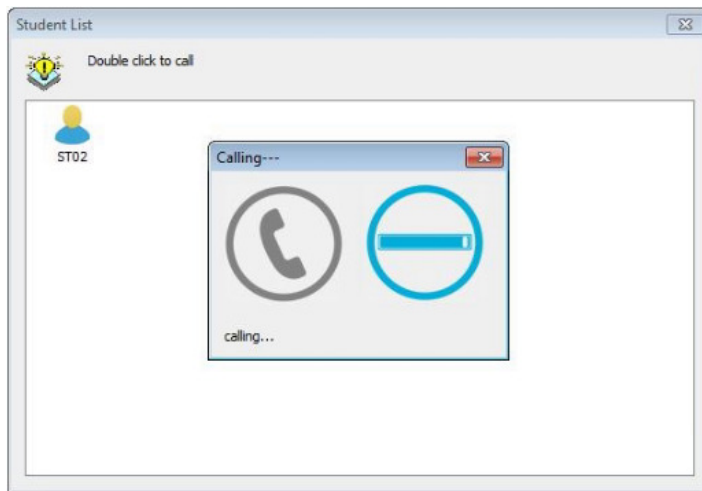 Student List
Double click to call
ST02
Calling---
calling...